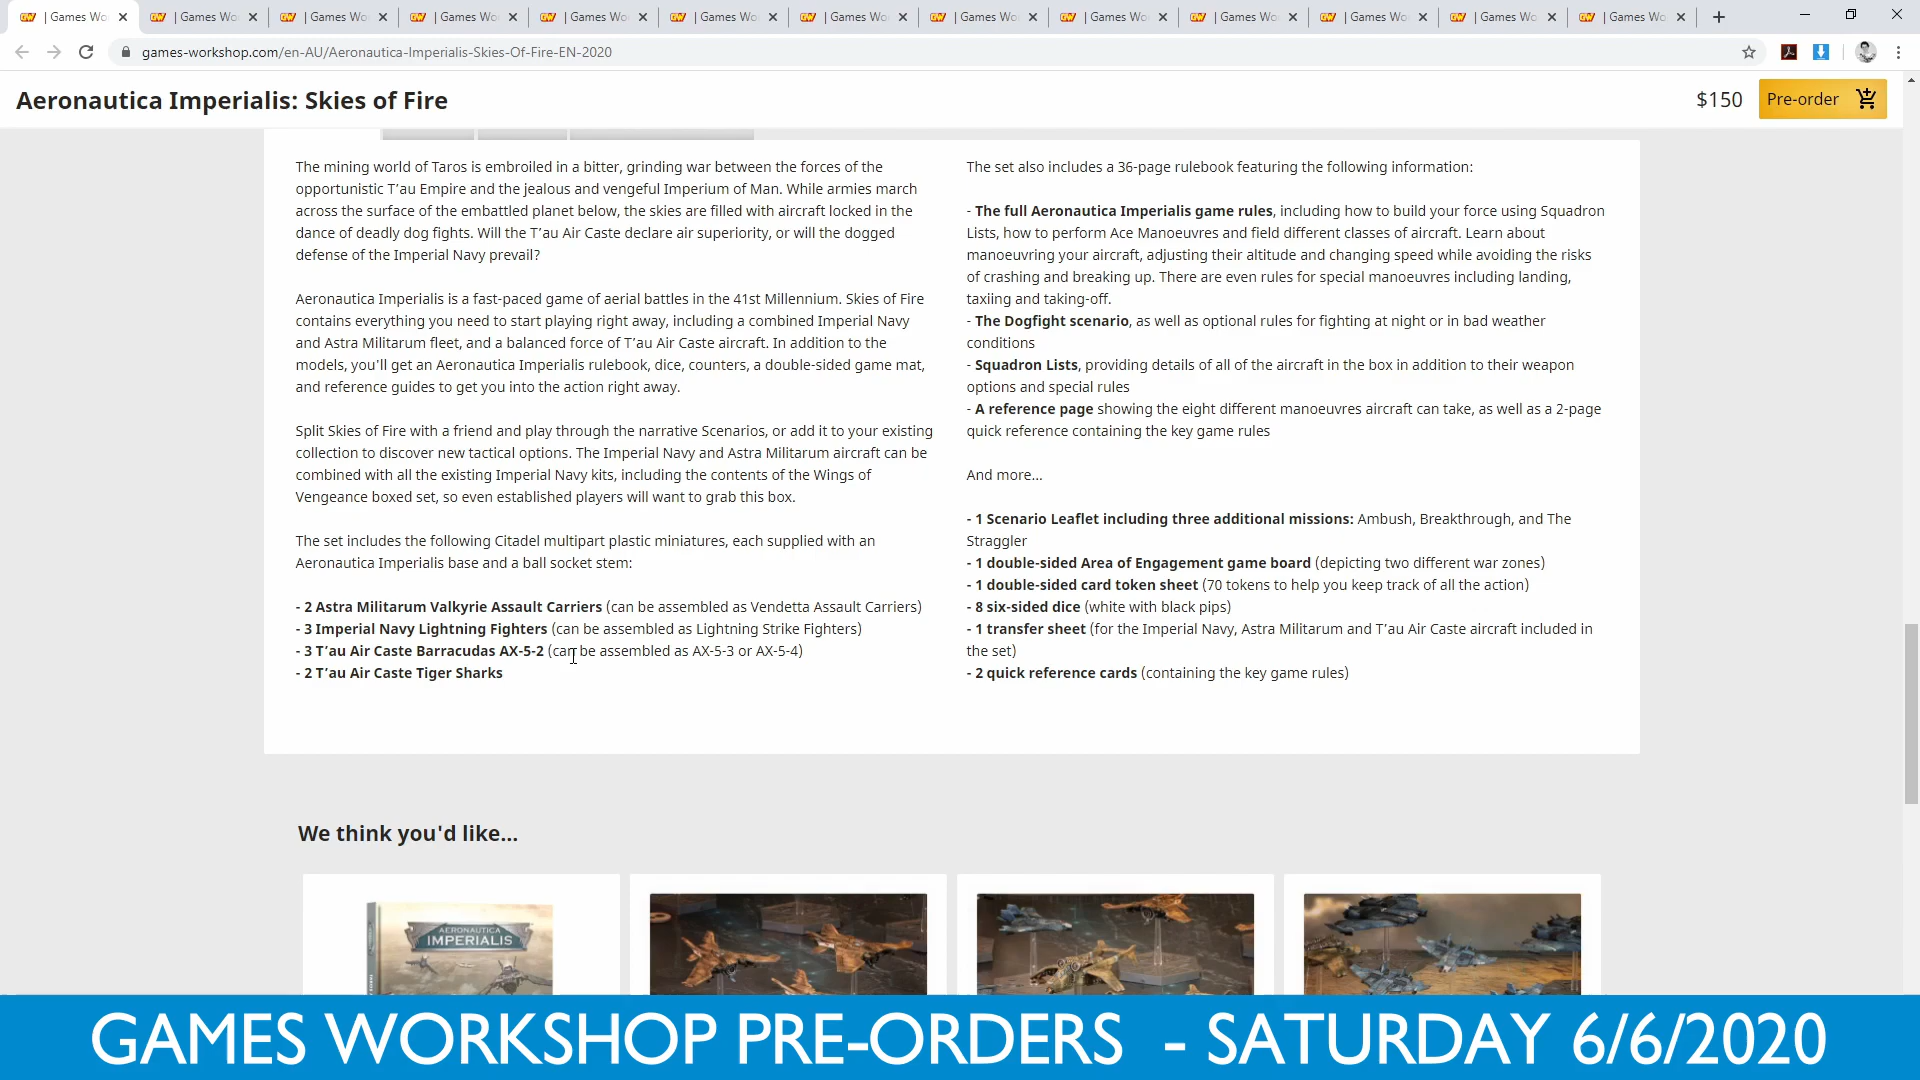 | Games Wo
| Games Wo
| Games Wo
| Games Wo
| Games Wo
| Games Wo
| Games Wo
| Games Wo
| Games Wo
| Games Wo
| Games Wo
| Games Wo
| Games Wo
games-workshop.com/en-AU/Aeronautica-Imperialis-Skies-Of-Fire-EN-2020
Aeronautica Imperialis: Skies of Fire
$150
Pre-order
The mining world of Taros is embroiled in a bitter, grinding war between the forces of the
opportunistic T’au Empire and the jealous and vengeful Imperium of Man. While armies march
across the surface of the embattled planet below, the skies are filled with aircraft locked in the
dance of deadly dog fights. Will the T’au Air Caste declare air superiority, or will the dogged
defense of the Imperial Navy prevail?
Aeronautica Imperialis is a fast-paced game of aerial battles in the 41st Millennium. Skies of Fire
contains everything you need to start playing right away, including a combined Imperial Navy
and Astra Militarum fleet, and a balanced force of T’au Air Caste aircraft. In addition to the
models, you’ll get an Aeronautica Imperialis rulebook, dice, counters, a double-sided game mat,
and reference guides to get you into the action right away.
Split Skies of Fire with a friend and play through the narrative Scenarios, or add it to your existing
collection to discover new tactical options. The Imperial Navy and Astra Militarum aircraft can be
combined with all the existing Imperial Navy kits, including the contents of the Wings of
Vengeance boxed set, so even established players will want to grab this box.
The set includes the following Citadel multipart plastic miniatures, each supplied with an
Aeronautica Imperialis base and a ball socket stem:
- 2 Astra Militarum Valkyrie Assault Carriers (can be assembled as Vendetta Assault Carriers)
- 3 Imperial Navy Lightning Fighters (can be assembled as Lightning Strike Fighters)
- 3 T’au Air Caste Barracudas AX-5-2 (can be assembled as AX-5-3 or AX-5-4)
- 2 T’au Air Caste Tiger Sharks
The set also includes a 36-page rulebook featuring the following information:
- The full Aeronautica Imperialis game rules, including how to build your force using Squadron
Lists, how to perform Ace Manoeuvres and field different classes of aircraft. Learn about
manoeuvring your aircraft, adjusting their altitude and changing speed while avoiding the risks
of crashing and breaking up. There are even rules for special manoeuvres including landing,
taxiing and taking-off.
- The Dogfight scenario, as well as optional rules for fighting at night or in bad weather
conditions
- Squadron Lists, providing details of all of the aircraft in the box in addition to their weapon
options and special rules
- A reference page showing the eight different manoeuvres aircraft can take, as well as a 2-page
quick reference containing the key game rules
And more...
- 1 Scenario Leaflet including three additional missions: Ambush, Breakthrough, and The
Straggler
- 1 double-sided Area of Engagement game board (depicting two different war zones)
- 1 double-sided card token sheet (70 tokens to help you keep track of all the action)
- 8 six-sided dice (white with black pips)
- 1 transfer sheet (for the Imperial Navy, Astra Militarum and T’au Air Caste aircraft included in
the set)
- 2 quick reference cards (containing the key game rules)
We think you'd like...
AERONAUTICA
IMPERIALIS
GAMES WORKSHOP PRE-ORDERS - SATURDAY 6/6/2020